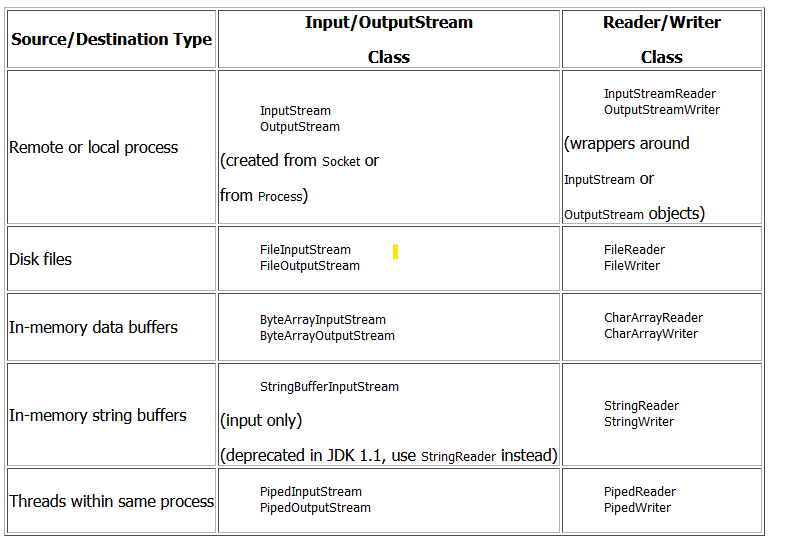 Source/Destination Type
Input/OutputStream
Class
Reader/Writer
Class
Remote or local process
InputStream
OutputStream
(created from Socket or
from Process)
InputStreamReader
OutputStreamWriter
(wrappers around
InputStream or
OutputStream objects)
Disk files
FileInputStream
FileOutputStream
FileReader
FileWriter
In-memory data buffers
ByteArrayInputStream
ByteArrayOutputStream
CharArrayReader
CharArrayWriter
In-memory string buffers
StringBufferInputStream
(input only)
(deprecated in JDK 1.1, use StringReader instead)
StringReader
StringWriter
Threads within same process
PipedInputStream
PipedOutputStream
PipedReader
PipedWriter